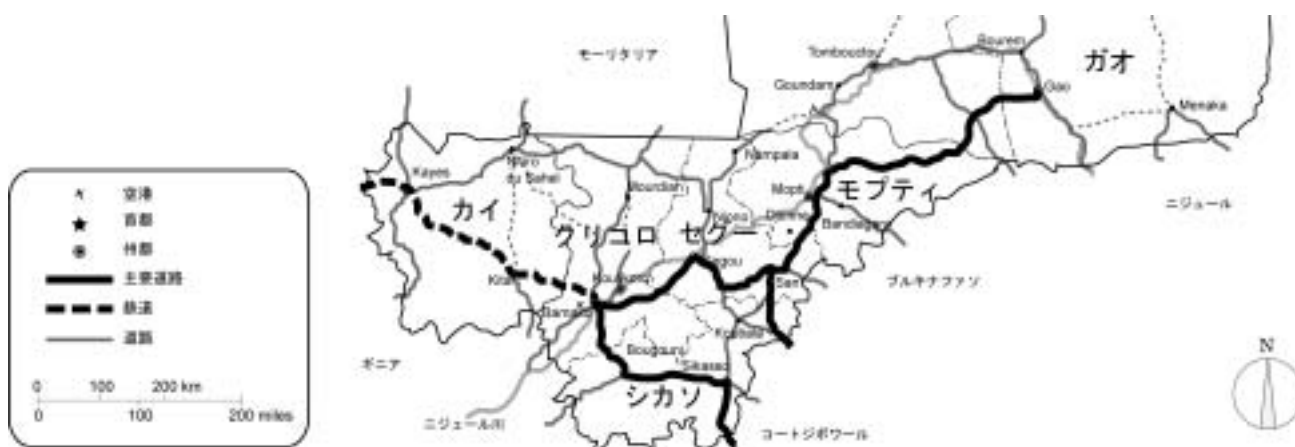 モーリタリア
Tombouctou
Bourem
ガオ
Goundam
Gao
Menaka
Kayes
Nioro
du Sahel
Nampala
Mourdiah
Mopti
モプティ
カイ
ニジェール
クリコロ
セグー
Niono
Djenne
Bandiagara
Kita
Koulikoro
Segou
San
ブルキナファソ
Bamako
Koutiala
Bougouni
Sikasso
ギニア
シカソ
ニジェール川
コートジボワール
N
空港
首都
州都
主要道路
鉄道
道路
0 100 200 km
0 100 200 miles